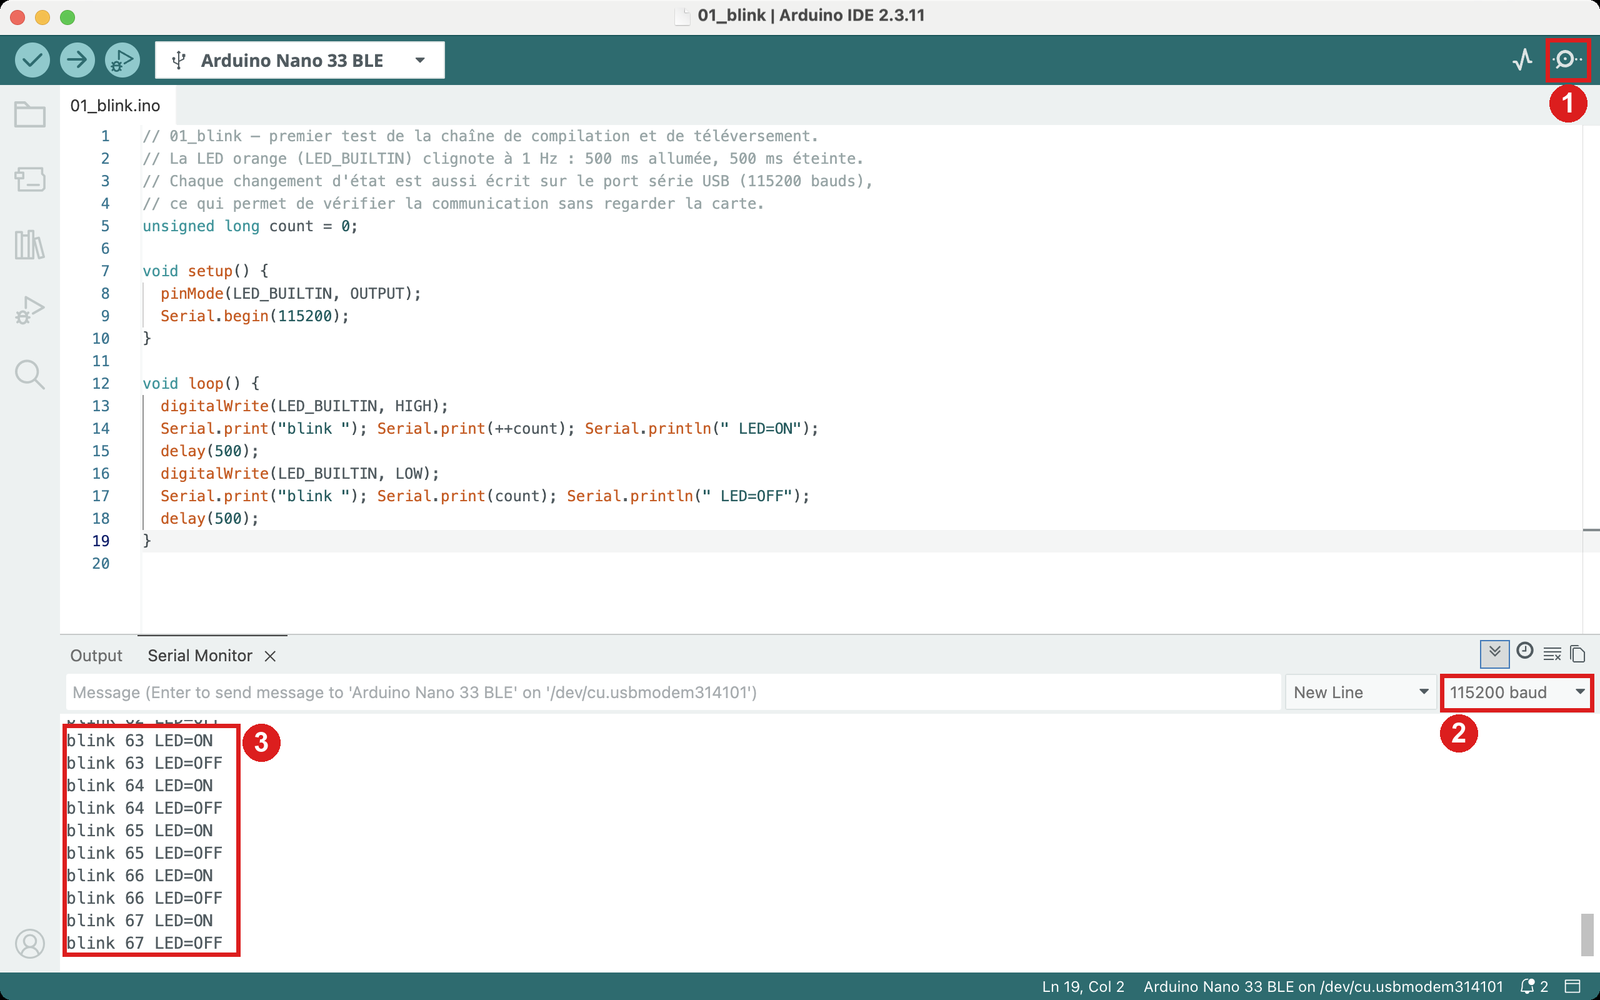 01_blink | Arduino IDE 2.3.11
Arduino Nano 33 BLE
1
01_blink.ino
1 // 01_blink — premier test de la chaîne de compilation et de téléversement.
2 // La LED orange (LED_BUILTIN) clignote à 1 Hz : 500 ms allumée, 500 ms éteinte.
3 // Chaque changement d'état est aussi écrit sur le port série USB (115200 bauds),
4 // ce qui permet de vérifier la communication sans regarder la carte.
5 unsigned long count = 0;
6
7 void setup() {
8 pinMode(LED_BUILTIN, OUTPUT);
9 Serial.begin(115200);
10 }
11
12 void loop() {
13 digitalWrite(LED_BUILTIN, HIGH);
14 Serial.print("blink "); Serial.print(++count); Serial.println(" LED=ON");
15 delay(500);
16 digitalWrite(LED_BUILTIN, LOW);
17 Serial.print("blink "); Serial.print(count); Serial.println(" LED=OFF");
18 delay(500);
19 }
20
Output Serial Monitor
Message (Enter to send message to 'Arduino Nano 33 BLE' on '/dev/cu.usbmodem314101')
New Line
115200 baud
2
blink 62 LED=OFF
blink 63 LED=ON
3
blink 63 LED=OFF
blink 64 LED=ON
blink 64 LED=OFF
blink 65 LED=ON
blink 65 LED=OFF
blink 66 LED=ON
blink 66 LED=OFF
blink 67 LED=ON
blink 67 LED=OFF
Ln 19, Col 2 Arduino Nano 33 BLE on /dev/cu.usbmodem314101 2